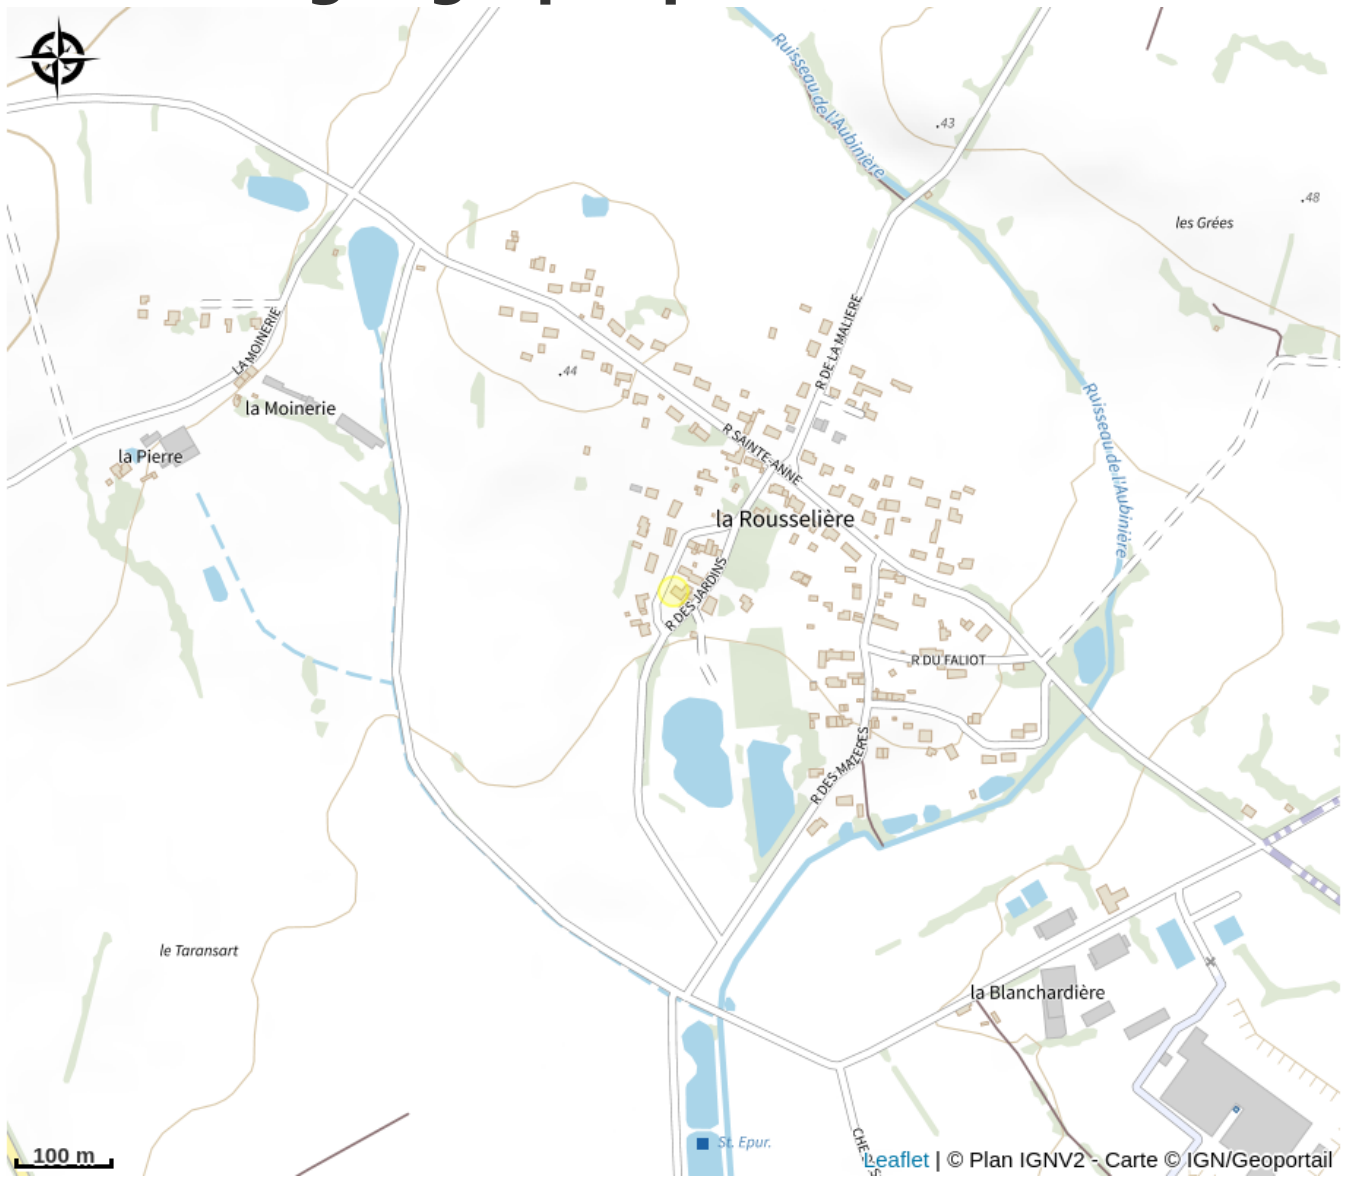 Ruisseau de l'Aubinière
.43
.48
les Grées
R DE LA MALIERE
LA MOINERIE
.44
la Moinerie
Ruisseau de l'Aubinière
R SAINTE-ANNE
la Pierre
la Rousselière
R DES JARDINS
R DU FALIOT
R DES MAZERES
le Taransart
la Blanchardière
St. Epur.
100 m
Leaflet | © Plan IGNV2 - Carte © IGN/Geoportail